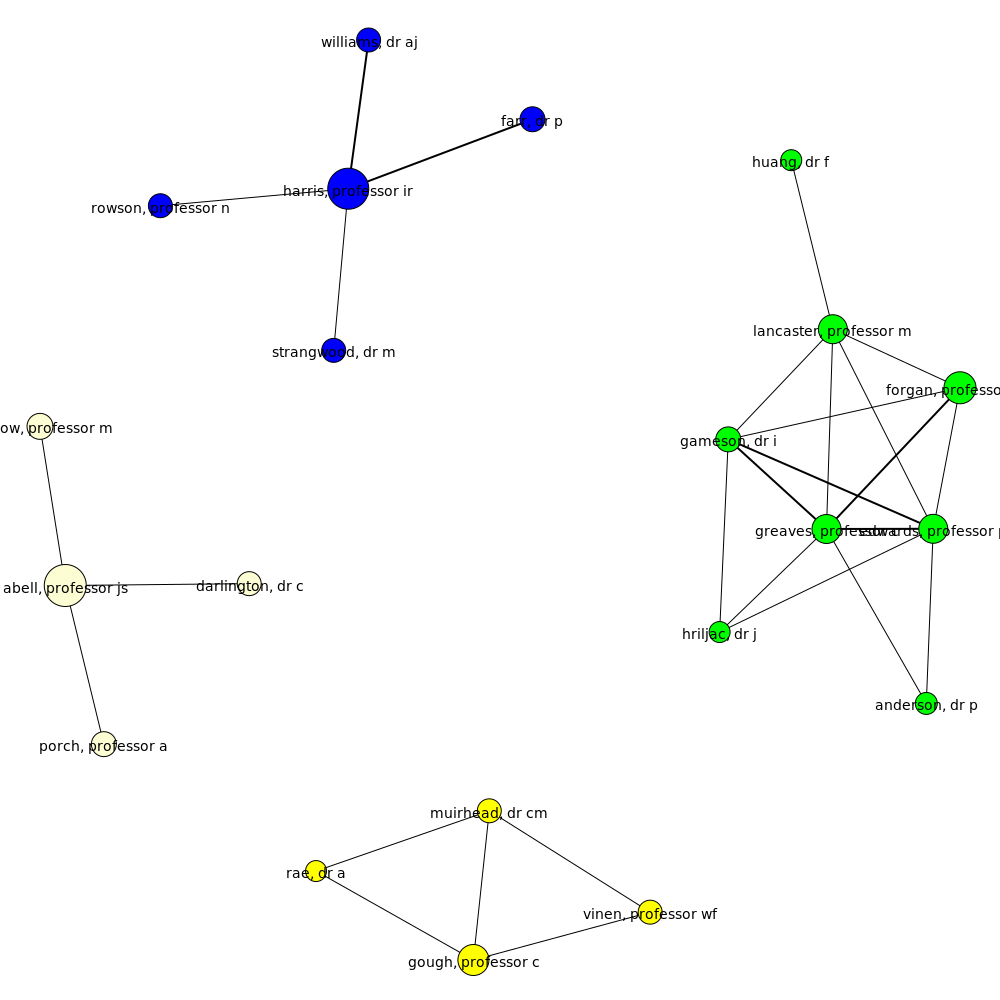 williams, dr aj
farr, dr p
huang, dr f
harris, professor ir
rowson, professor n
lancaster, professor m
strangwood, dr m
forgan, professo
ow, professor m
gameson, dr i
greaves, professor c
edwards, professor p
abell, professor js
darlington, dr c
hriljac, dr j
anderson, dr p
porch, professor a
muirhead, dr cm
rae, dr a
vinen, professor wf
gough, professor c